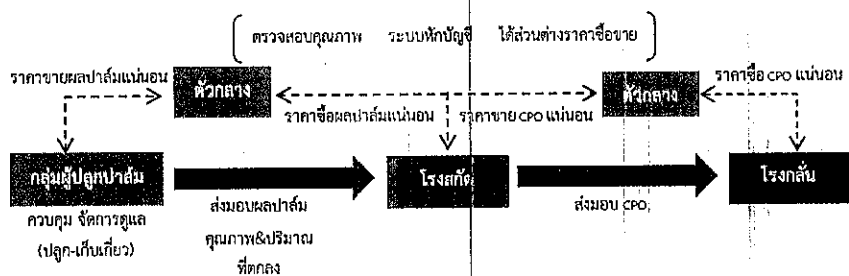 ตรวจสอบคุณภาพ ระบบหักบัญชี ได้ส่วนต่างราคาซื้อขาย
ราคาขายผลปาล์มแน่นอน
ตัวกลาง
ราคาซื้อผลปาล์มแน่นอน
ราคาขาย CPO แน่นอน
ตัวกลาง
ราคาซื้อ CPO แน่นอน
กลุ่มผู้ปลูกปาล์ม
โรงสกัด
โรงกลั่น
ควบคุม จัดการดูแล
(ปลูก-เก็บเกี่ยว)
ส่งมอบผลปาล์ม
คุณภาพ&ปริมาณ
ที่ตกลง
ส่งมอบ CPO